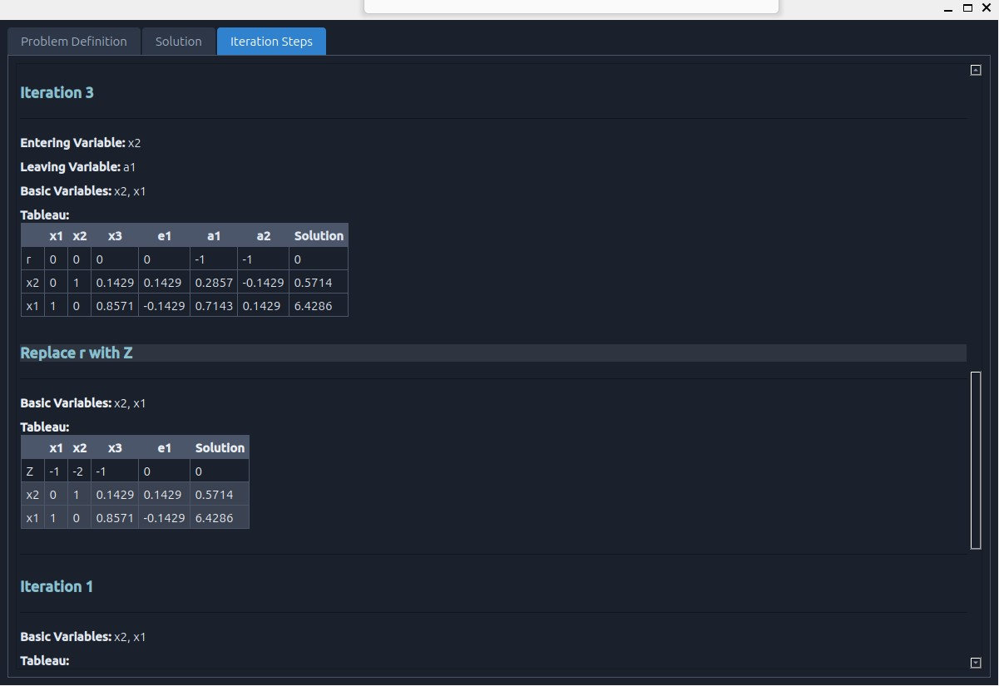 Problem Definition Solution Iteration Steps
Iteration 3
Entering Variable: x2
Leaving Variable: a1
Basic Variables: x2, x1
Tableau:
x1 x2 x3 e1 a1 a2 Solution
r 0 0 0 0 -1 -1 0
x2 0 1 0.1429 0.1429 0.2857 -0.1429 0.5714
x1 1 0 0.8571 -0.1429 0.7143 0.1429 6.4286
Replace r with Z
Basic Variables: x2, x1
Tableau:
x1 x2 x3 e1 Solution
Z -1 -2 -1 0 0
x2 0 1 0.1429 0.1429 0.5714
x1 1 0 0.8571 -0.1429 6.4286
Iteration 1
Basic Variables: x2, x1
Tableau: